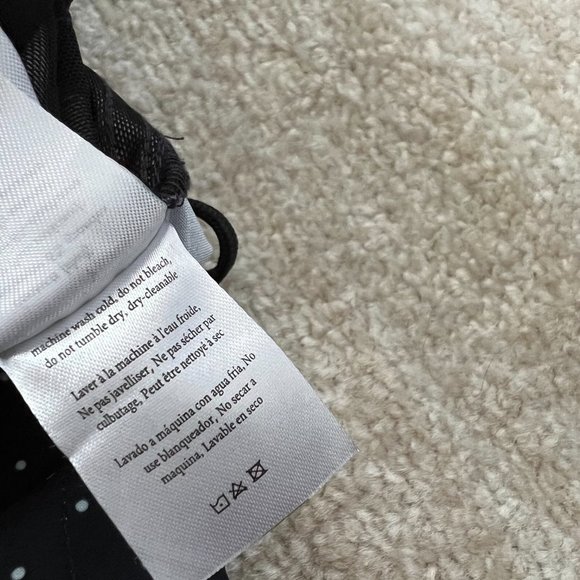 machine wash cold, do not bleach,
do not tumble dry, dry-cleanable
Laver à la machine à l'eau froide,
Ne pas javelliser, Ne pas sécher par
culbutage, Peut être nettoyé à sec
Lavado a máquina con agua fria, No
use blanqueador, No secar a
maquina, Lavable en seco